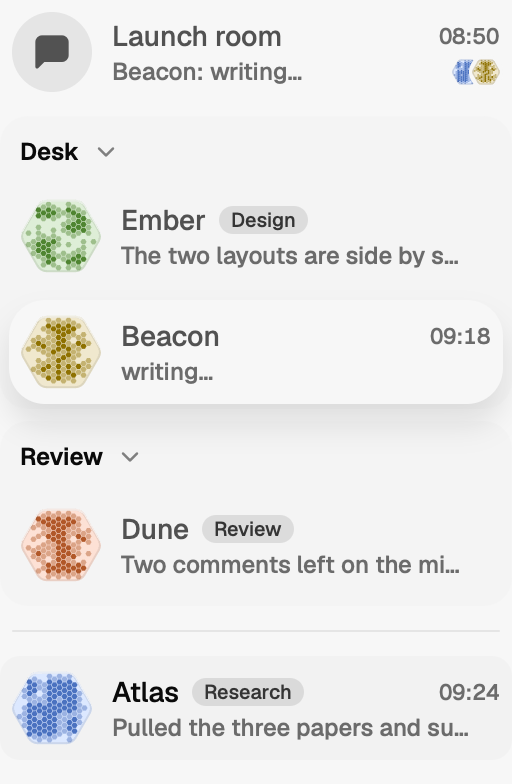 Launch room 08:50
Beacon: writing...
Desk
Ember Design
The two layouts are side by s...
Beacon 09:18
writing...
Review
Dune Review
Two comments left on the mi...
Atlas Research 09:24
Pulled the three papers and su...